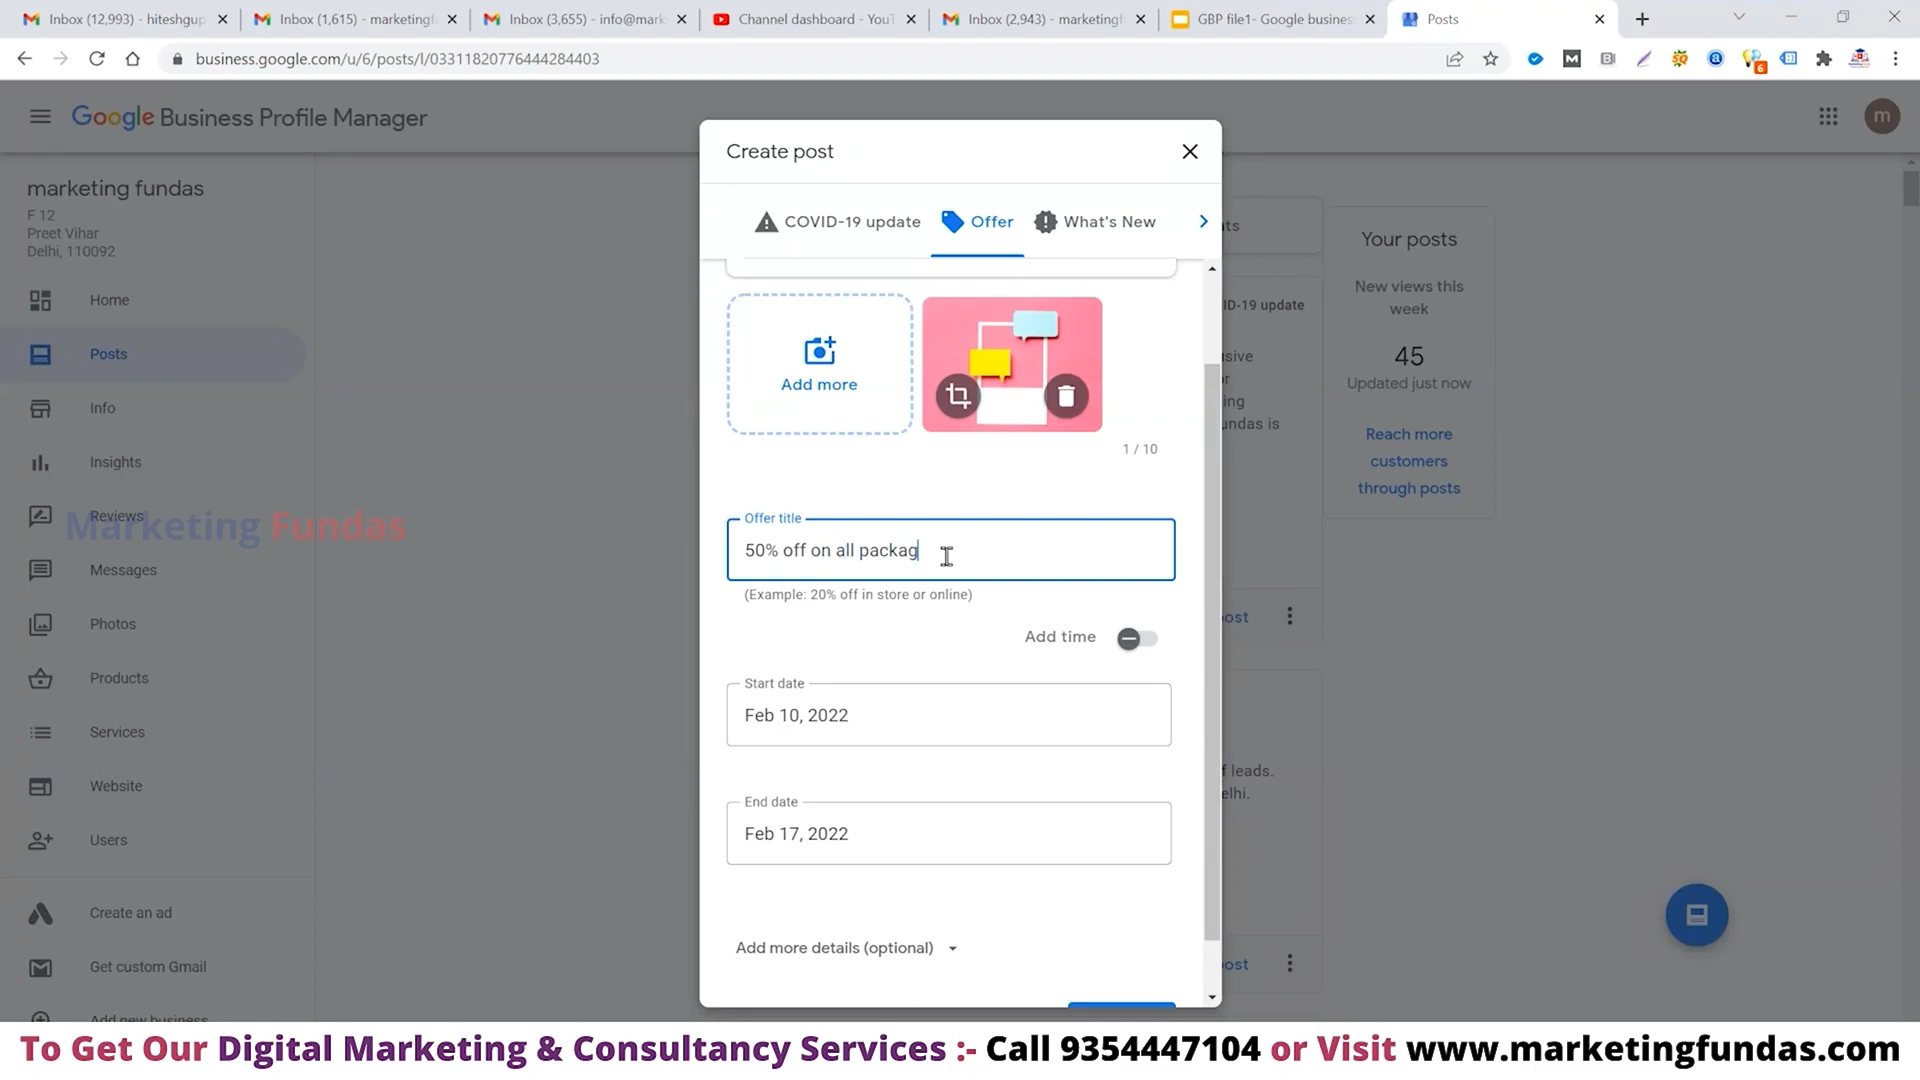 Inbox (12,993) - hiteshgup
Inbox (1,615) - marketingf
Inbox (3,655) - info@mark
Channel dashboard - YouT
Inbox (2,943) - marketingf
GBP file1- Google busines
Posts
business.google.com/u/6/posts/l/03311820776444284403
6
Google Business Profile Manager
m
marketing fundas
F 12
Preet Vihar
Delhi, 110092
Home
Posts
Info
Insights
Reviews
Marketing Fundas
Messages
Photos
Products
Services
Website
Users
Create an ad
Get custom Gmail
Add new business
Create post
COVID-19 update
Offer
What's New
Add more
1 / 10
Offer title
50% off on all packag
(Example: 20% off in store or online)
Add time
Start date
Feb 10, 2022
End date
Feb 17, 2022
Add more details (optional)
ts
ID-19 update
usive
r
ing
undas is
ost
f leads.
elhi.
ost
Your posts
New views this
week
45
Updated just now
Reach more
customers
through posts
To Get Our Digital Marketing & Consultancy Services :- Call 9354447104 or Visit www.marketingfundas.com